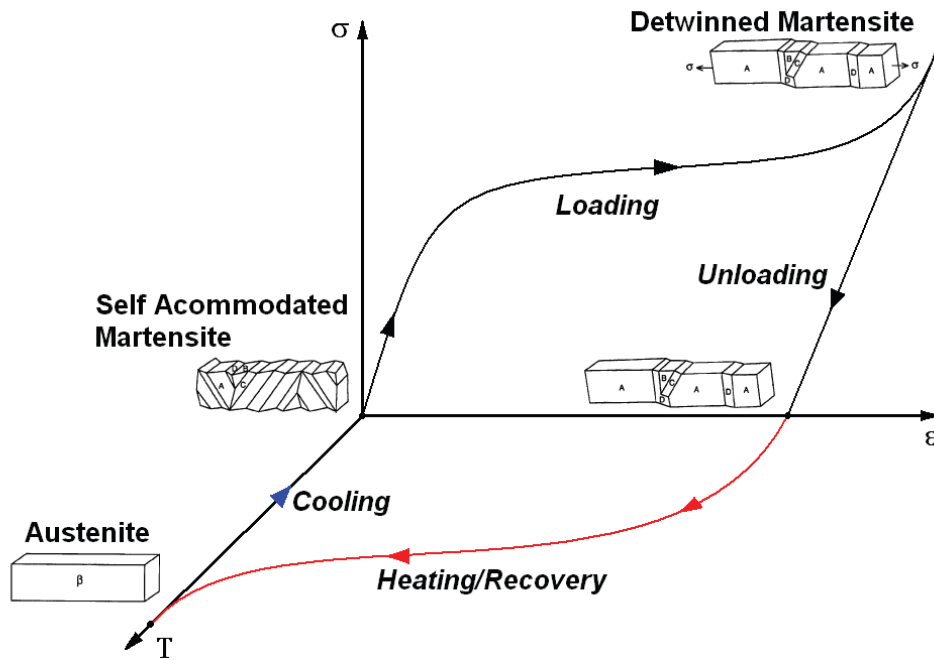 σ
Detwinned Martensite
σ A B C D A D A σ
Loading
Unloading
Self Acommodated
Martensite
A D B C
A B C D A D A
ε
Cooling
Austenite
β
Heating/Recovery
T